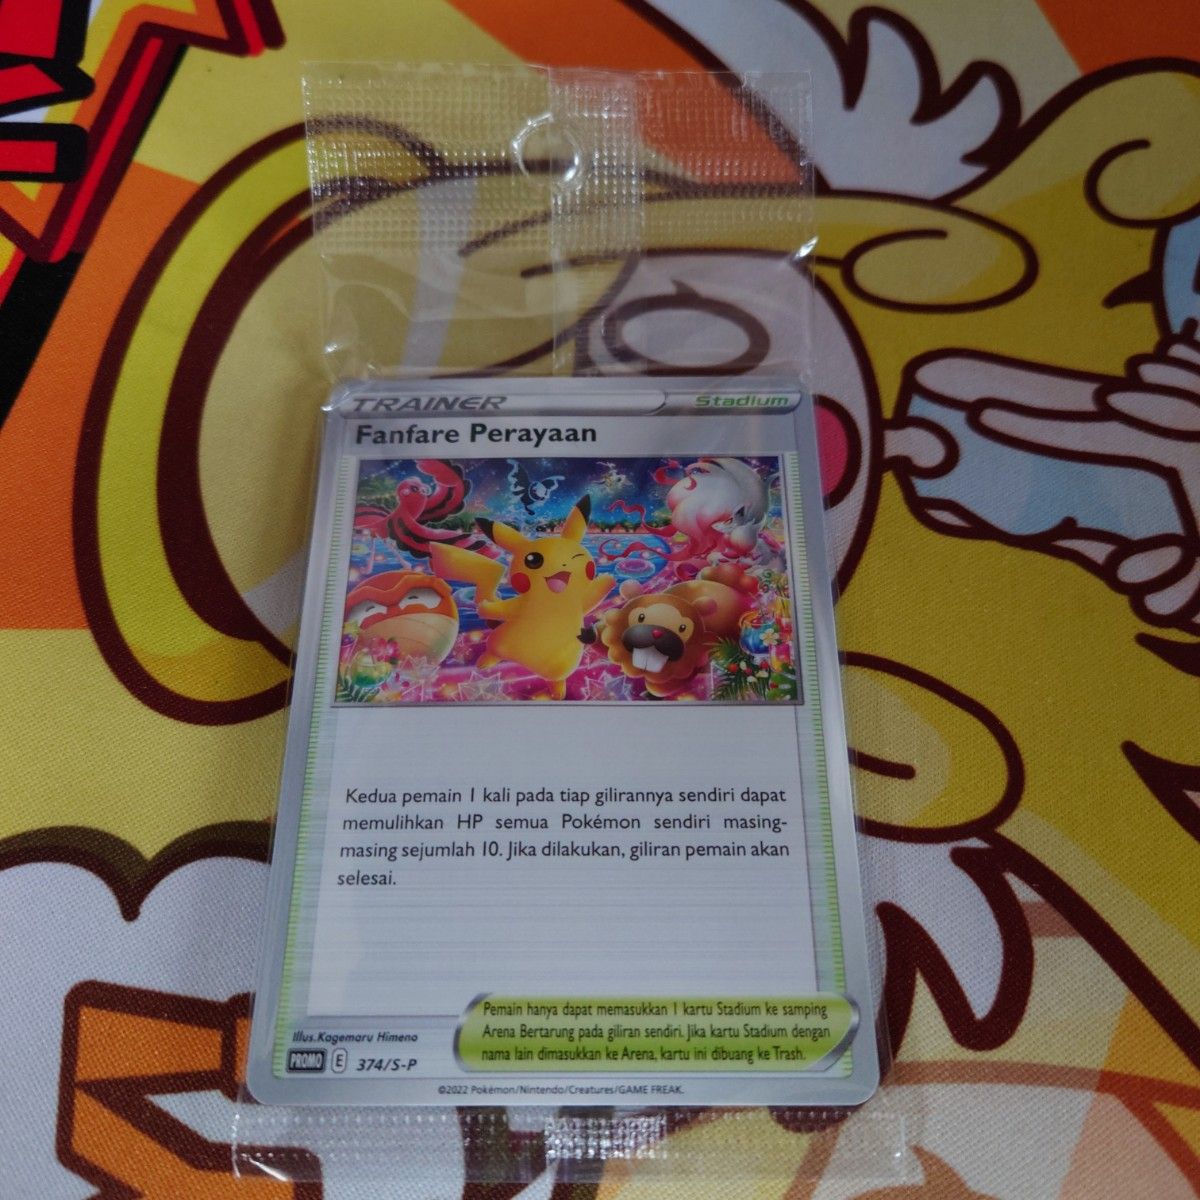 TRAINER
Stadium
Fanfare Perayaan
Kedua pemain 1 kali pada tiap gilirannya sendiri dapat
memulihkan HP semua Pokémon sendiri masing-
masing sejumlah 10. Jika dilakukan, giliran pemain akan
selesai.
Pemain hanya dapat memasukkan 1 kartu Stadium ke samping
Arena Bertarung pada giliran sendiri. Jika kartu Stadium dengan
nama lain dimasukkan ke Arena, kartu ini dibuang ke Trash.
Illus. Kagemaru Himeno
PROMO E 374/S-P
©2022 Pokémon/Nintendo/Creatures/GAME FREAK.